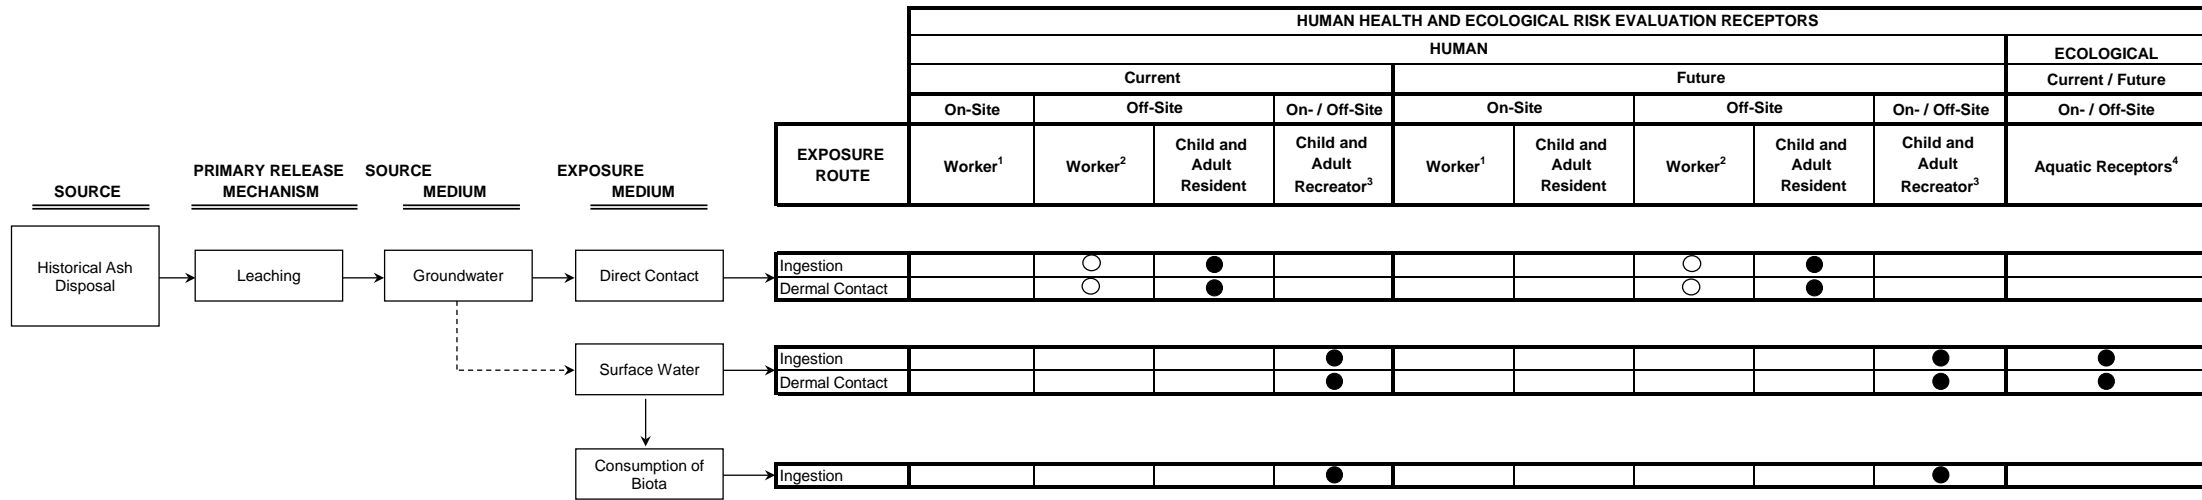 HUMAN HEALTH AND ECOLOGICAL RISK EVALUATION RECEPTORS
HUMAN
ECOLOGICAL
Current
Future
Current / Future
On-Site
Off-Site
On- / Off-Site
On-Site
Off-Site
On- / Off-Site
On- / Off-Site
EXPOSURE
ROUTE
Worker¹
Worker²
Child and
Adult
Resident
Child and
Adult
Recreator³
Worker¹
Child and
Adult
Resident
Worker²
Child and
Adult
Resident
Child and
Adult
Recreator³
Aquatic Receptors⁴
SOURCE
PRIMARY RELEASE
MECHANISM
SOURCE
MEDIUM
EXPOSURE
MEDIUM
Historical Ash
Disposal
Leaching
Groundwater
Direct Contact
Ingestion
Dermal Contact
Surface Water
Ingestion
Dermal Contact
Consumption of
Biota
Ingestion